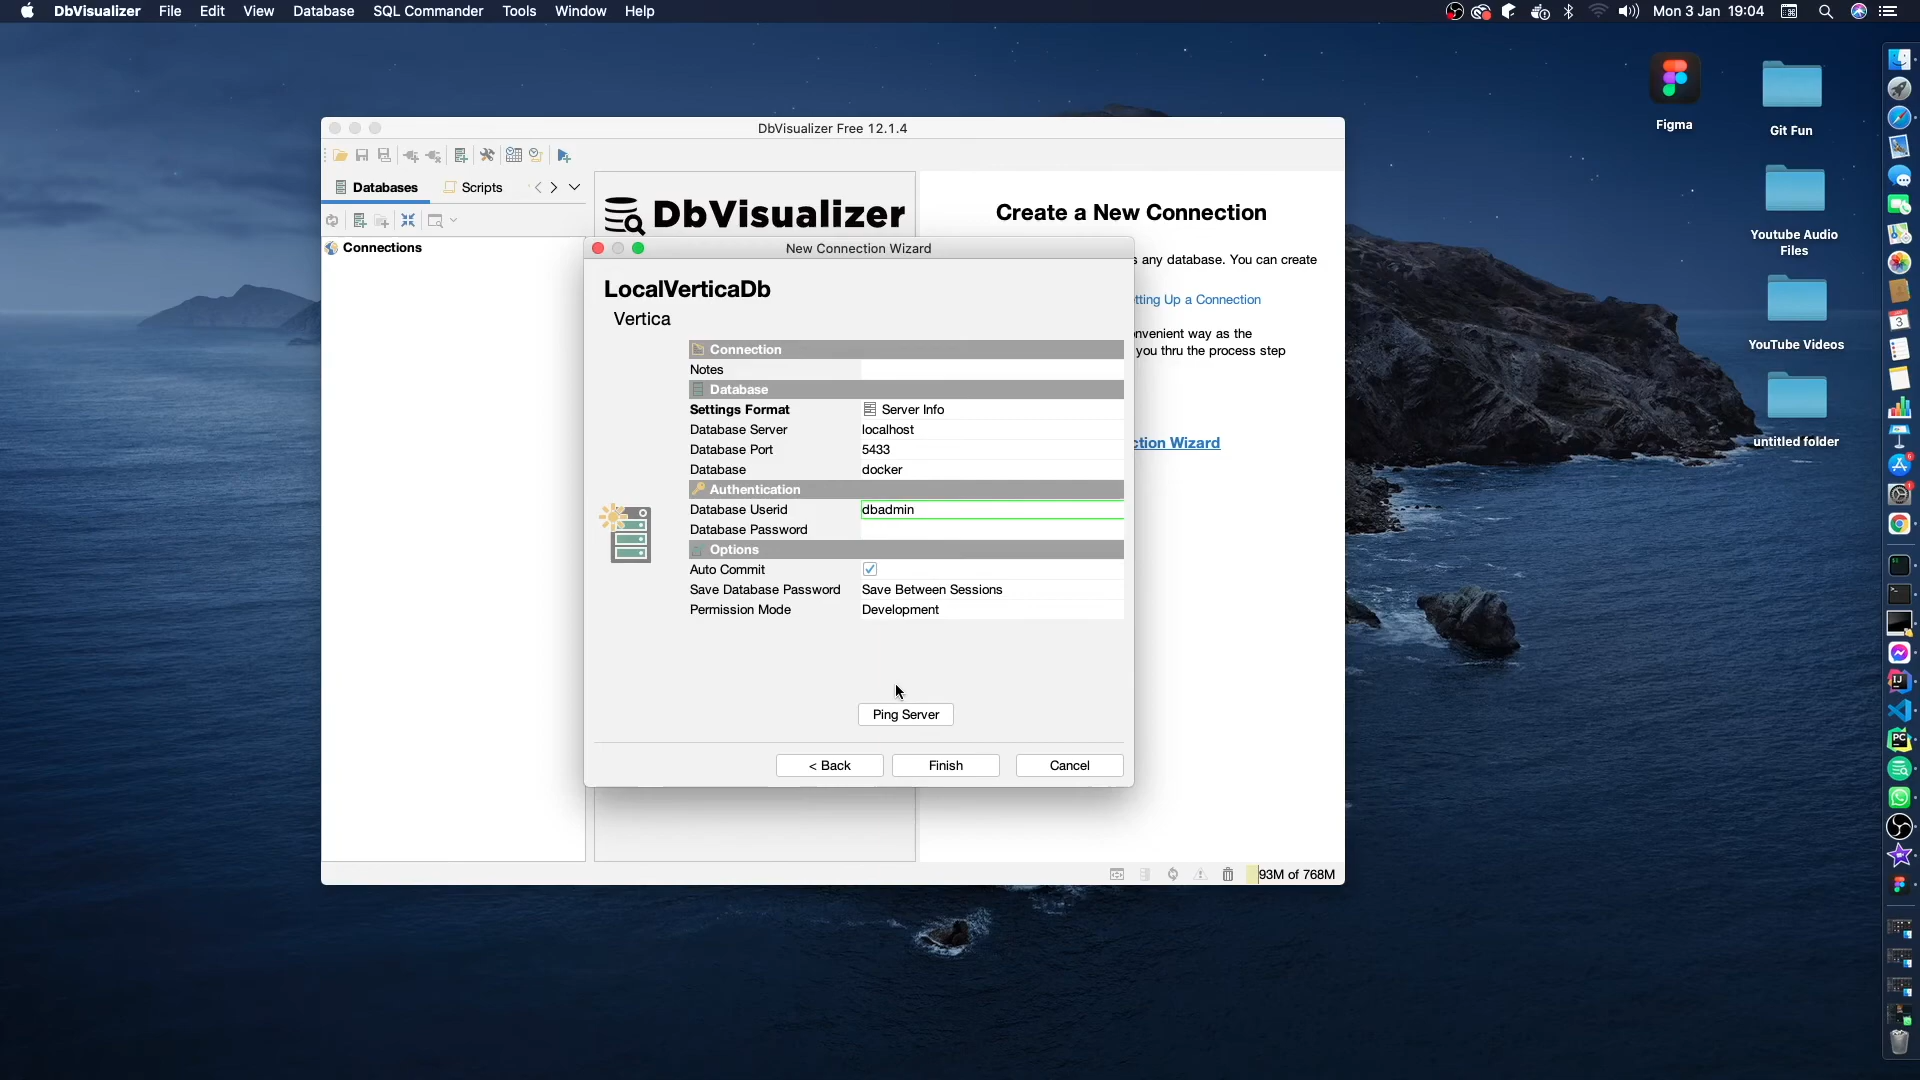 DbVisualizer File Edit View Database SQL Commander Tools Window Help
Mon 3 Jan 19:04
DbVisualizer Free 12.1.4
Databases Scripts
Connections
DbVisualizer
Create a New Connection
s any database. You can create
tting Up a Connection
nvenient way as the
you thru the process step
ction Wizard
New Connection Wizard
LocalVerticaDb
Vertica
Connection
Notes
Database
Settings Format Server Info
Database Server localhost
Database Port 5433
Database docker
Authentication
Database Userid dbadmin
Database Password
Options
Auto Commit
Save Database Password Save Between Sessions
Permission Mode Development
Ping Server
< Back Finish Cancel
93M of 768M
Figma
Git Fun
Youtube Audio
Files
YouTube Videos
untitled folder